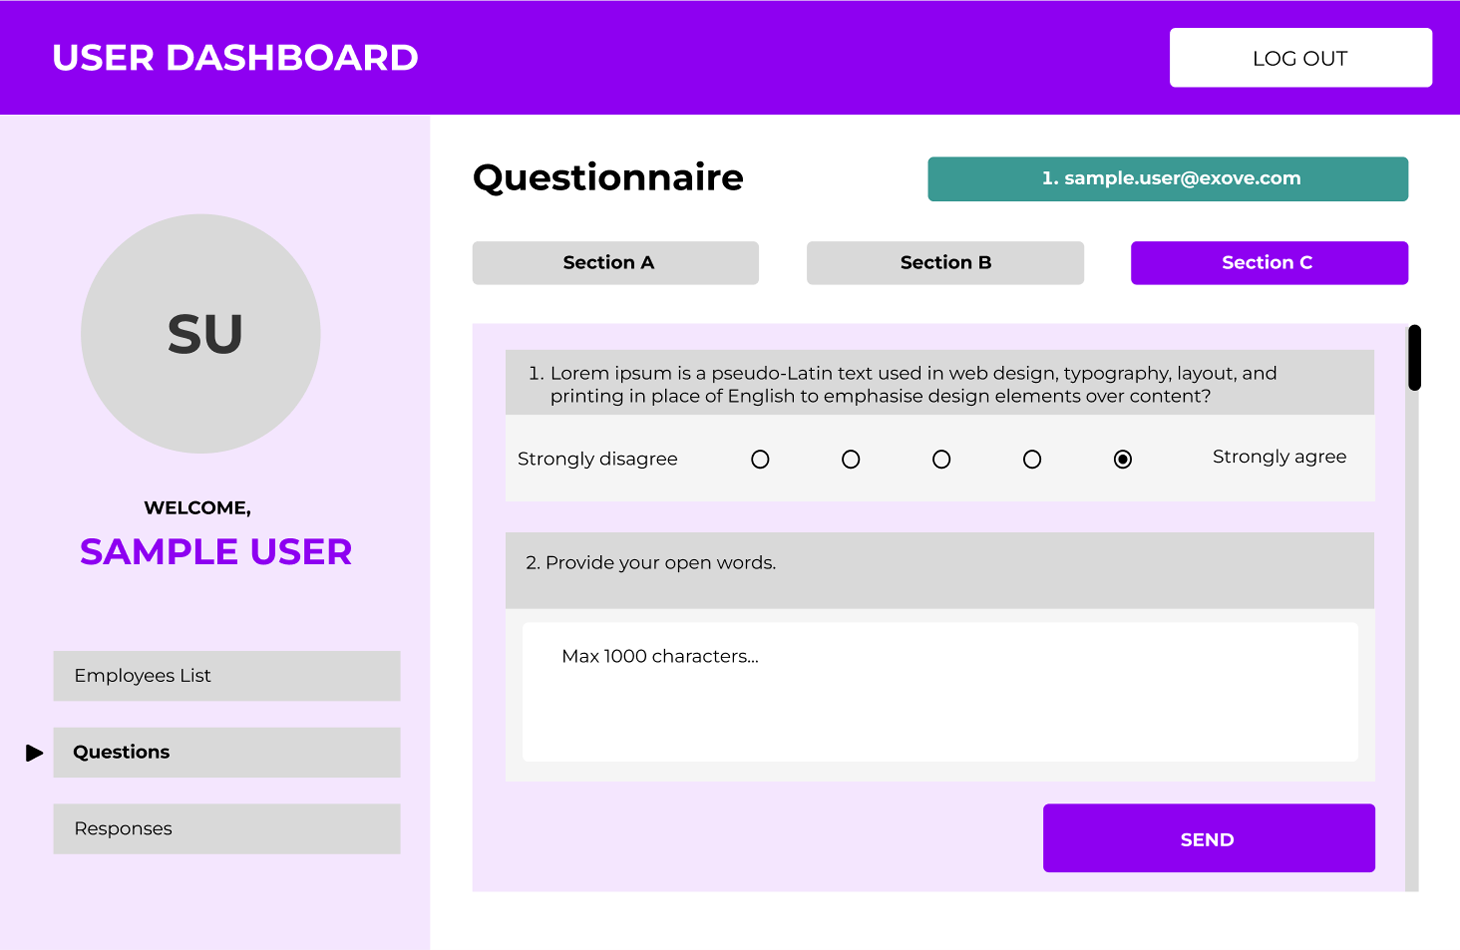 USER DASHBOARD
LOG OUT
SU
WELCOME,
SAMPLE USER
Employees List
Questions
Responses
Questionnaire
1. sample.user@exove.com
Section A
Section B
Section C
1. Lorem ipsum is a pseudo-Latin text used in web design, typography, layout, and
printing in place of English to emphasise design elements over content?
Strongly disagree
Strongly agree
2. Provide your open words.
Max 1000 characters...
SEND